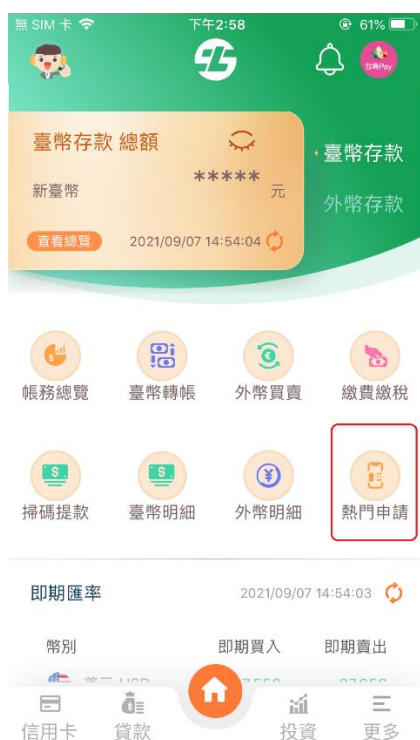 無 SIM 卡 下午2:58 61%
台灣Pay
臺幣存款 總額
臺幣存款
新臺幣 ***** 元
外幣存款
查看總覽 2021/09/07 14:54:04
帳務總覽 臺幣轉帳 外幣買賣 繳費繳稅
掃碼提款 臺幣明細 外幣明細 熱門申請
即期匯率 2021/09/07 14:54:03
幣別 即期買入 即期賣出
信用卡 貸款 投資 更多